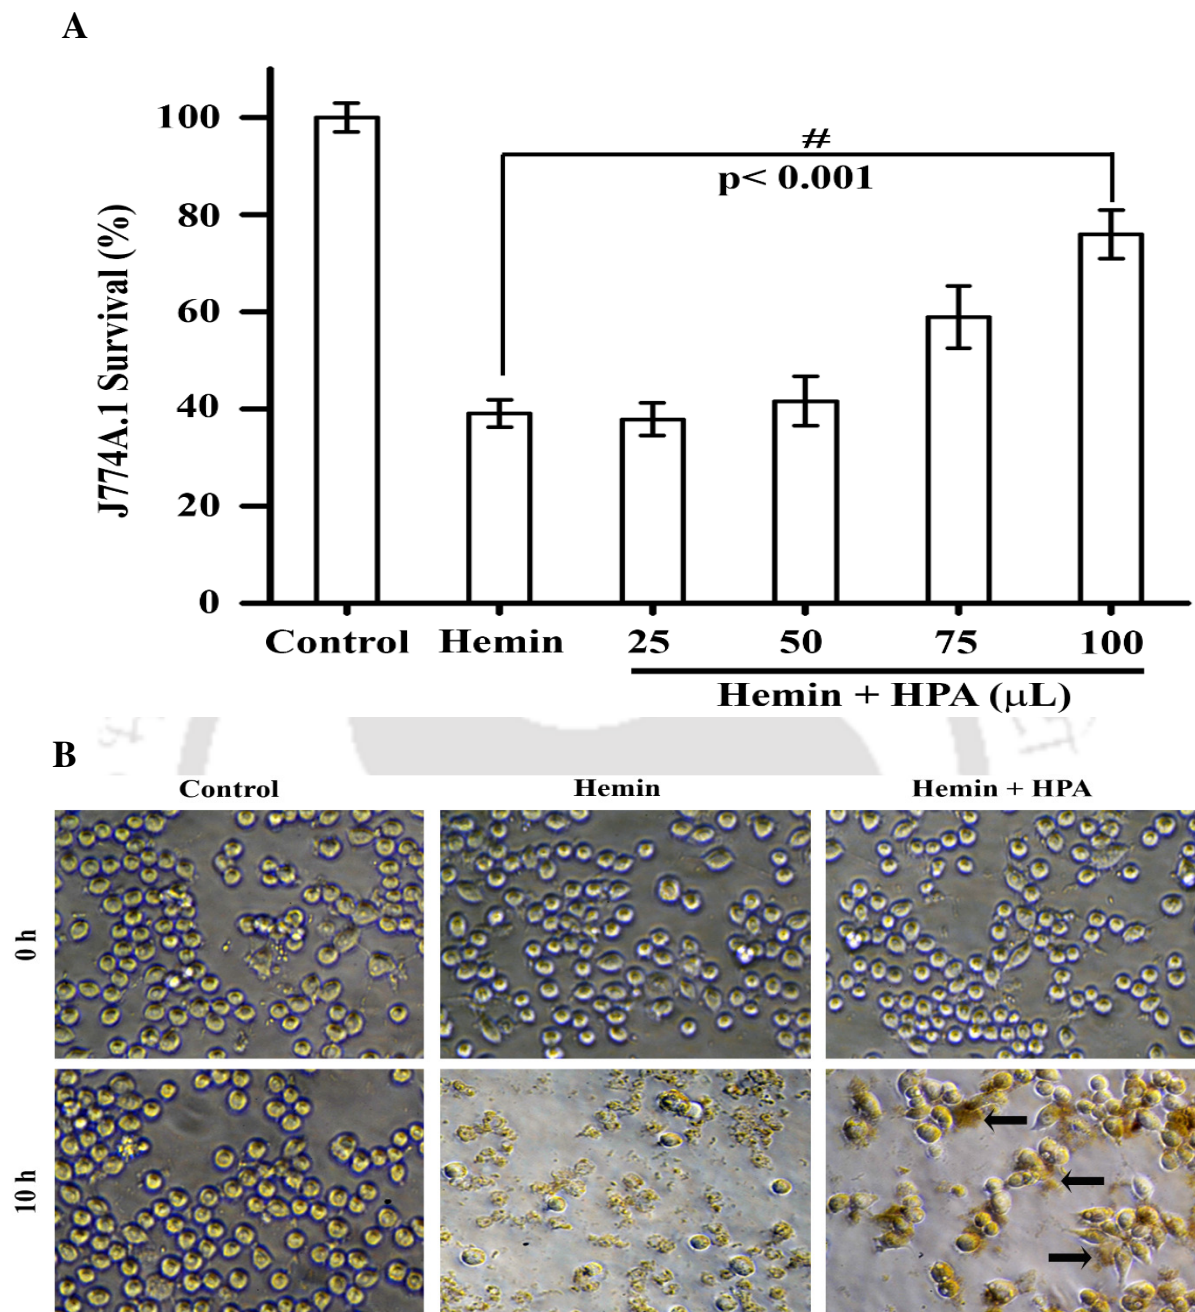 A
100
80
60
40
20
0
J774A.1 Survival (%)
#
p< 0.001
Control Hemin 25 50 75 100
Hemin + HPA (μL)
B
Control Hemin Hemin + HPA
0 h
10 h